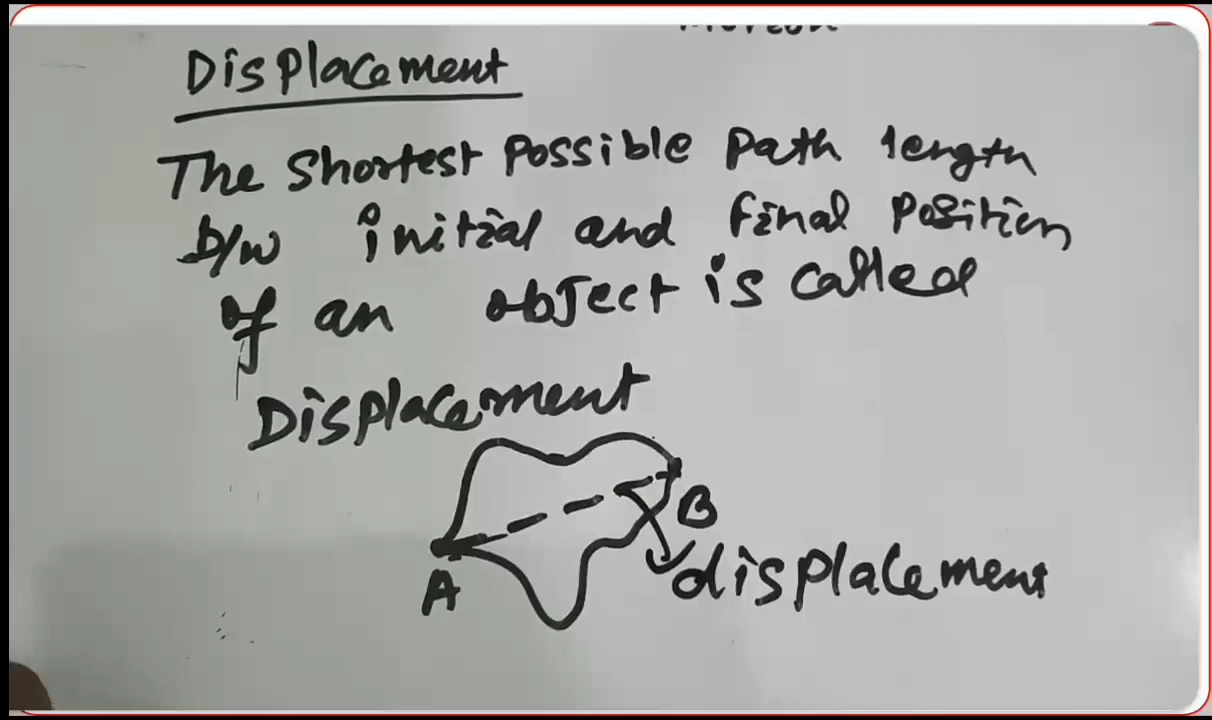 Displacement
The shortest possible path length
b/w initial and final position
of an object is called
Displacement
B
A
displacement